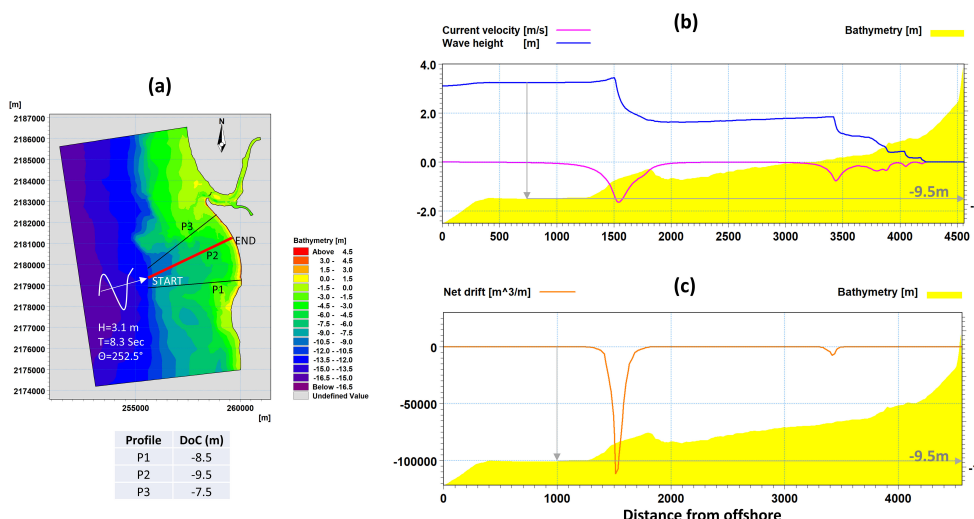 (a)
[m]
2187000
2186000
2185000
2184000
2183000
2182000
2181000
2180000
2179000
2178000
2177000
2176000
2175000
2174000
N
P3
END
P2
START
P1
H=3.1 m
T=8.3 Sec
Θ=252.5°
255000
260000
[m]
Bathymetry [m]
Above 4.5
3.0 - 4.5
1.5 - 3.0
0.0 - 1.5
-1.5 - 0.0
-3.0 - -1.5
-4.5 - -3.0
-6.0 - -4.5
-7.5 - -6.0
-9.0 - -7.5
-10.5 - -9.0
-12.0 - -10.5
-13.5 - -12.0
-15.0 - -13.5
-16.5 - -15.0
Below -16.5
Undefined Value
Profile DoC (m)
P1 -8.5
P2 -9.5
P3 -7.5
(b)
Current velocity [m/s]
Wave height [m]
Bathymetry [m]
4.0
2.0
0.0
-2.0
-9.5m
0 500 1000 1500 2000 2500 3000 3500 4000 4500
(c)
Net drift [m^3/m]
Bathymetry [m]
0
-50000
-100000
-9.5m
0 1000 2000 3000 4000
Distance from offshore